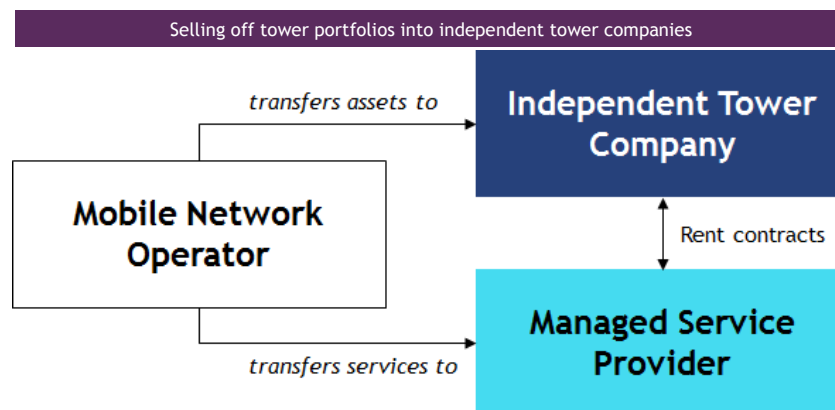 Selling off tower portfolios into independent tower companies
transfers assets to
Independent Tower
Company
Mobile Network
Operator
Rent contracts
Managed Service
Provider
transfers services to